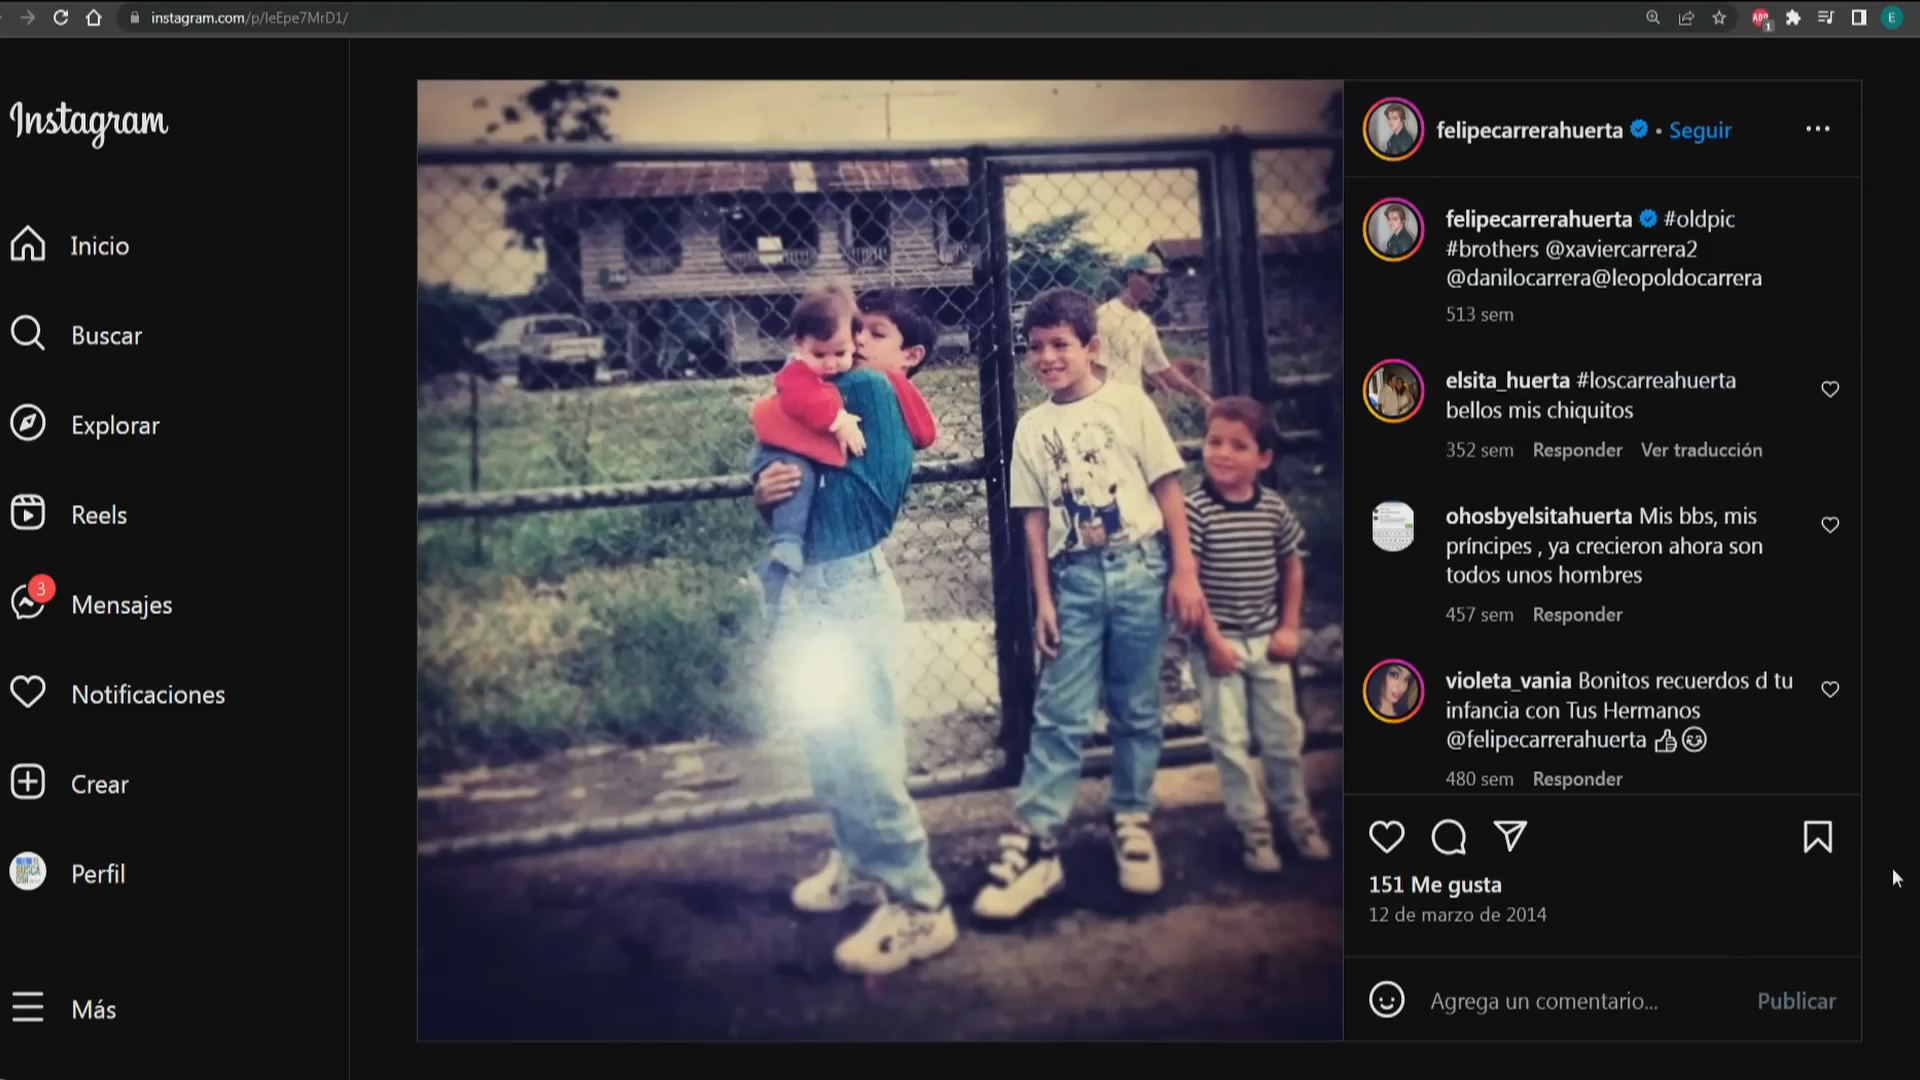 instagram.com/p/leEpe7MrD1/
ABP
1
E
Instagram
Inicio
Buscar
Explorar
Reels
3
Mensajes
Notificaciones
Crear
Perfil
Más
felipecarrerahuerta • Seguir
felipecarrerahuerta #oldpic
#brothers @xaviercarrera2
@danilocarrera@leopoldocarrera
513 sem
elsita_huerta #loscarreahuerta
bellos mis chiquitos
352 sem Responder Ver traducción
ohosbyelsitahuerta Mis bbs, mis
príncipes , ya crecieron ahora son
todos unos hombres
457 sem Responder
violeta_vania Bonitos recuerdos d tu
infancia con Tus Hermanos
@felipecarrerahuerta
480 sem Responder
151 Me gusta
12 de marzo de 2014
Agrega un comentario...
Publicar